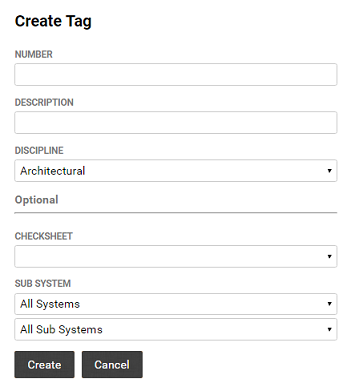 Create Tag
NUMBER
DESCRIPTION
DISCIPLINE
Architectural
Optional
CHECKSHEET
SUB SYSTEM
All Systems
All Sub Systems
Create Cancel